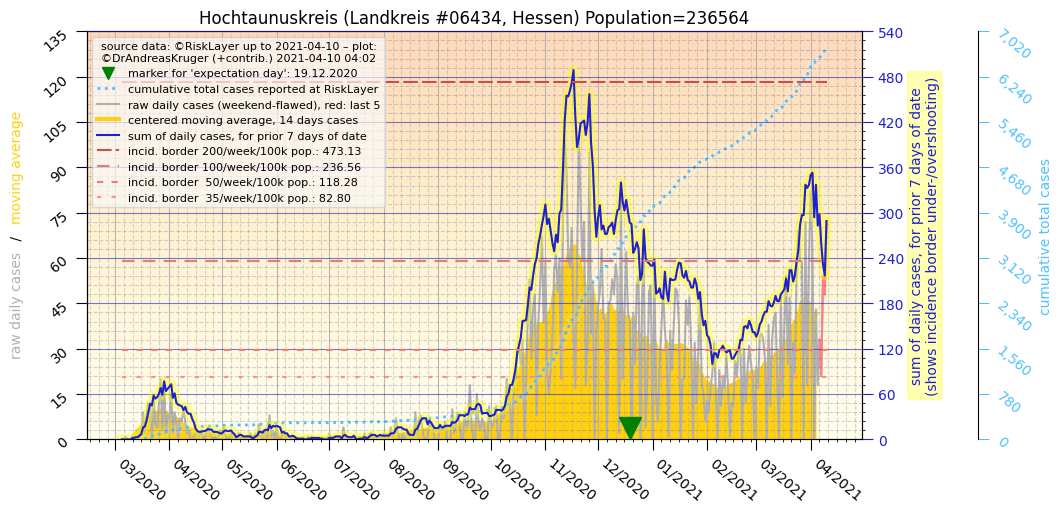 Hochtaunuskreis (Landkreis #06434, Hessen) Population=236564
source data: ©RiskLayer up to 2021-04-10 – plot:
©DrAndreasKruger (+contrib.) 2021-04-10 04:02
marker for 'expectation day': 19.12.2020
cumulative total cases reported at RiskLayer
raw daily cases (weekend-flawed), red: last 5
centered moving average, 14 days cases
sum of daily cases, for prior 7 days of date
incid. border 200/week/100k pop.: 473.13
incid. border 100/week/100k pop.: 236.56
incid. border  50/week/100k pop.: 118.28
incid. border  35/week/100k pop.: 82.80
raw daily cases / moving average
135
120
105
90
75
60
45
30
15
0
03/2020
04/2020
05/2020
06/2020
07/2020
08/2020
09/2020
10/2020
11/2020
12/2020
01/2021
02/2021
03/2021
04/2021
540
480
420
360
300
240
180
120
60
0
sum of daily cases, for prior 7 days of date
(shows incidence border under-/overshooting)
7,020
6,240
5,460
4,680
3,900
3,120
2,340
1,560
780
0
cumulative total cases